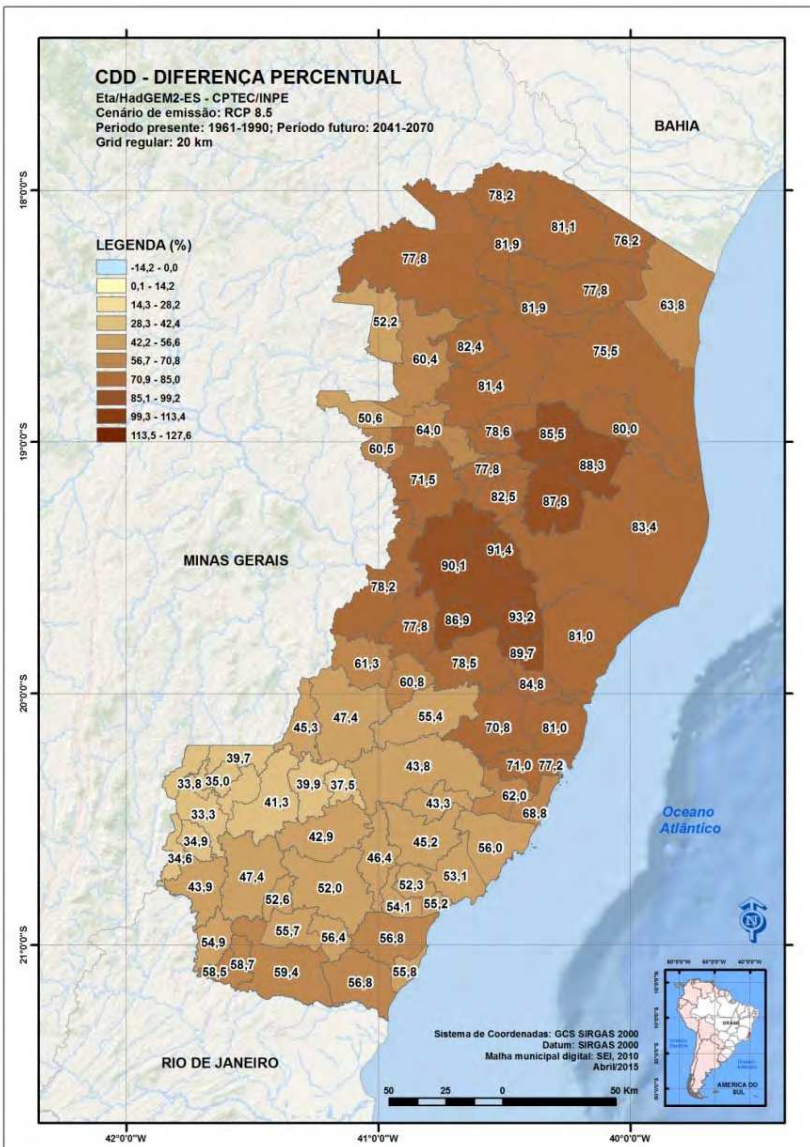 CDD - DIFERENÇA PERCENTUAL
Eta/HadGEM2-ES - CPTEC/INPE
Cenário de emissão: RCP 8.5
Periodo presente: 1961-1990; Período futuro: 2041-2070
Grid regular: 20 km
BAHIA
18°0'0"S
LEGENDA (%)
-14,2 - 0,0
0,1 - 14,2
14,3 - 28,2
28,3 - 42,4
42,2 - 56,6
56,7 - 70,8
70,9 - 85,0
85,1 - 99,2
99,3 - 113,4
113,5 - 127,6
78,2
81,1
76,2
81,9
77,8
77,8
63,8
81,9
52,2
82,4
75,5
60,4
81,4
50,6
64,0
78,6
85,5
80,0
19°0'0"S
60,5
77,8
88,3
71,5
82,5
87,8
83,4
91,4
MINAS GERAIS
90,1
78,2
86,9
93,2
77,8
81,0
89,7
61,3
78,5
60,8
84,8
20°0'0"S
47,4
55,4
45,3
70,8
81,0
39,7
43,8
71,0
77,2
33,8
35,0
39,9
37,5
62,0
41,3
43,3
68,8
33,3
Oceano
Atlântico
34,9
42,9
45,2
56,0
34,6
46,4
47,4
53,1
43,9
52,0
52,3
52,6
54,1
55,2
55,7
56,4
56,8
54,9
21°0'0"S
58,5
58,7
59,4
56,8
55,8
N
Sistema de Coordenadas: GCS SIRGAS 2000
Datum: SIRGAS 2000
Malha municipal digital: SEI, 2010
Abril/2015
RIO DE JANEIRO
50
25
0
50 Km
BRASIL
AMERICA DO
SUL
42°0'0"W
41°0'0"W
40°0'0"W